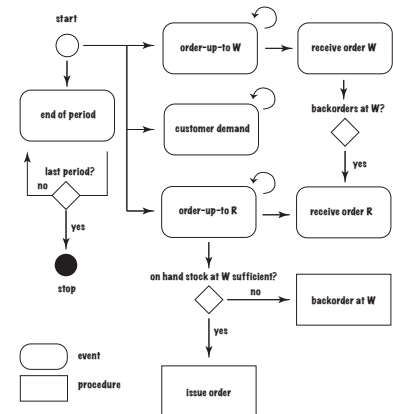 start
order-up-to W
receive order W
end of period
backorders at W?
customer demand
yes
last period?
no
order-up-to R
receive order R
yes
on hand stock at W sufficient?
stop
no
backorder at W
yes
event
procedure
issue order